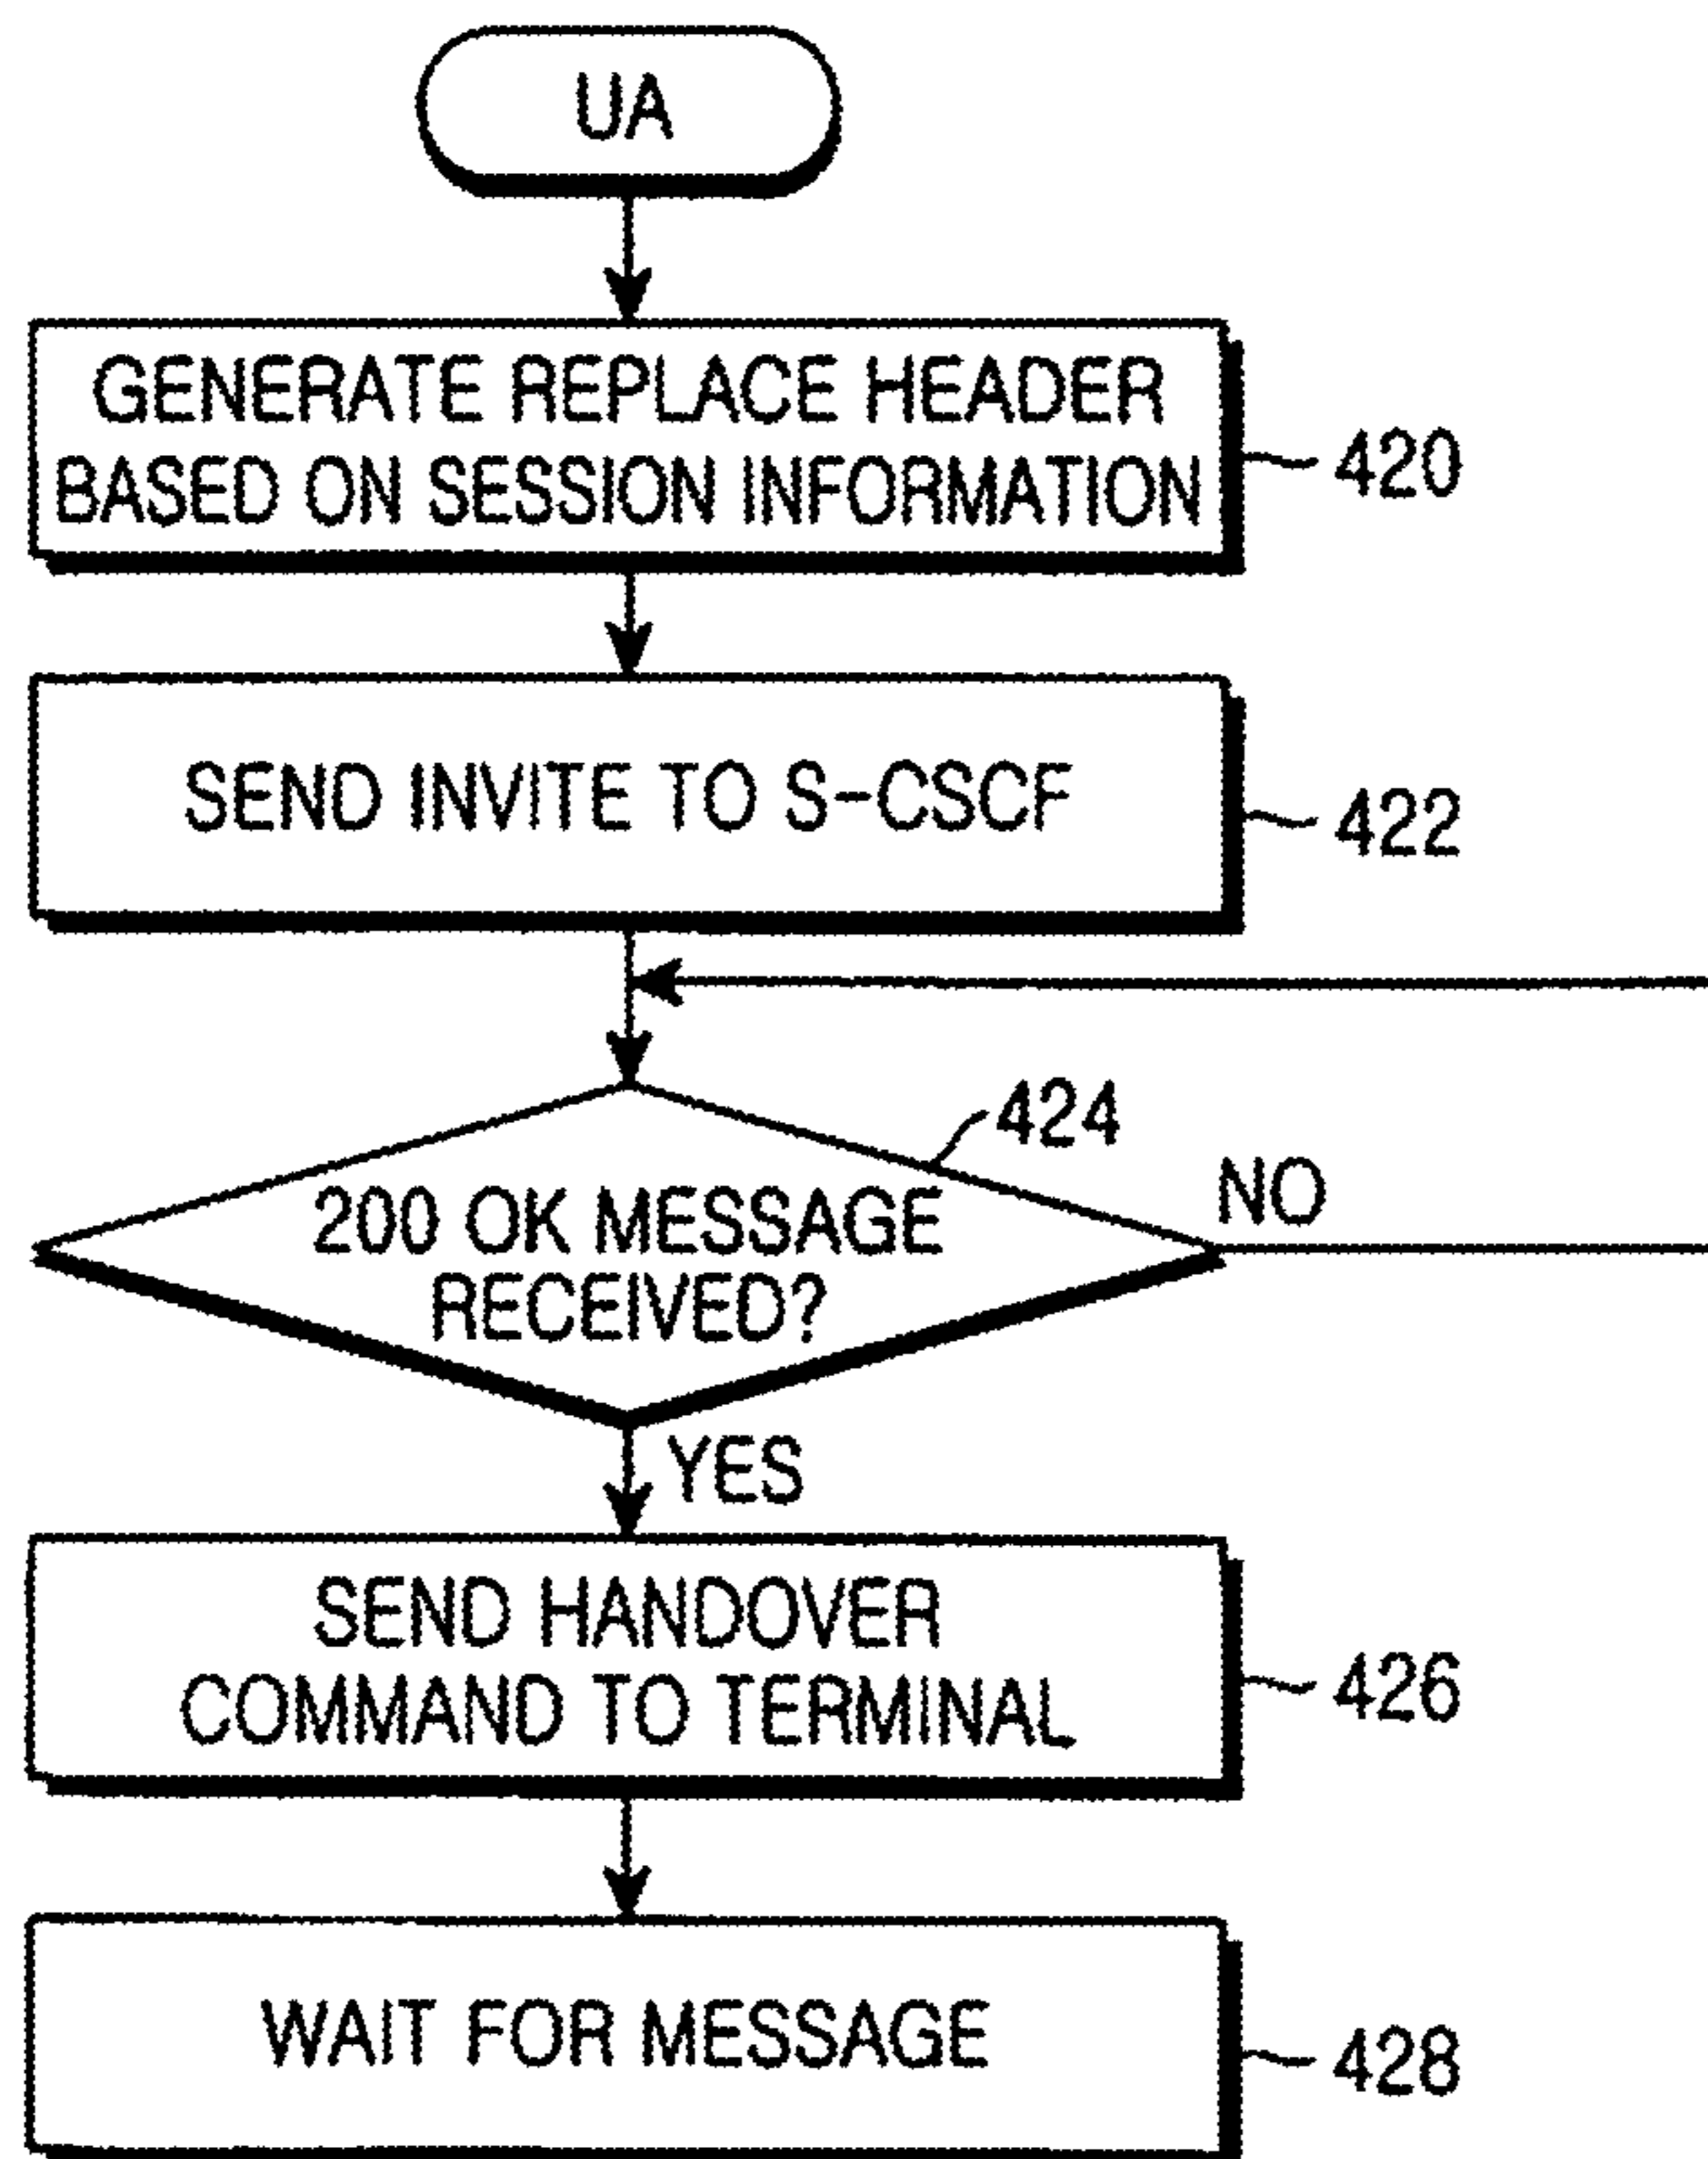 UA
GENERATE REPLACE HEADER
BASED ON SESSION INFORMATION
420
SEND INVITE TO S-CSCF
422
424
200 OK MESSAGE
RECEIVED?
NO
YES
SEND HANDOVER
COMMAND TO TERMINAL
426
WAIT FOR MESSAGE
428